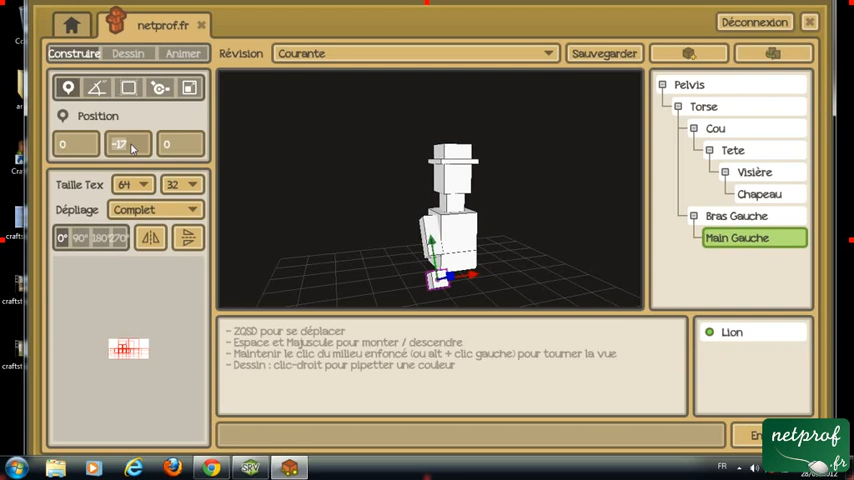 netprof.fr
Déconnexion
Construire Dessin Animer
Révision Courante Sauvegarder
Position
0 -17 0
Taille Tex 64 32
Dépliage Complet
0° 90° 180° 270°
Pelvis
Torse
Cou
Tete
Visière
Chapeau
Bras Gauche
Main Gauche
- ZQSD pour se déplacer
- Espace et Majuscule pour monter / descendre
- Maintenir le clic du milieu enfoncé (ou alt + clic gauche) pour tourner la vue
- Dessin : clic-droit pour pipetter une couleur
Lion
netprof
.fr
SRV
FR